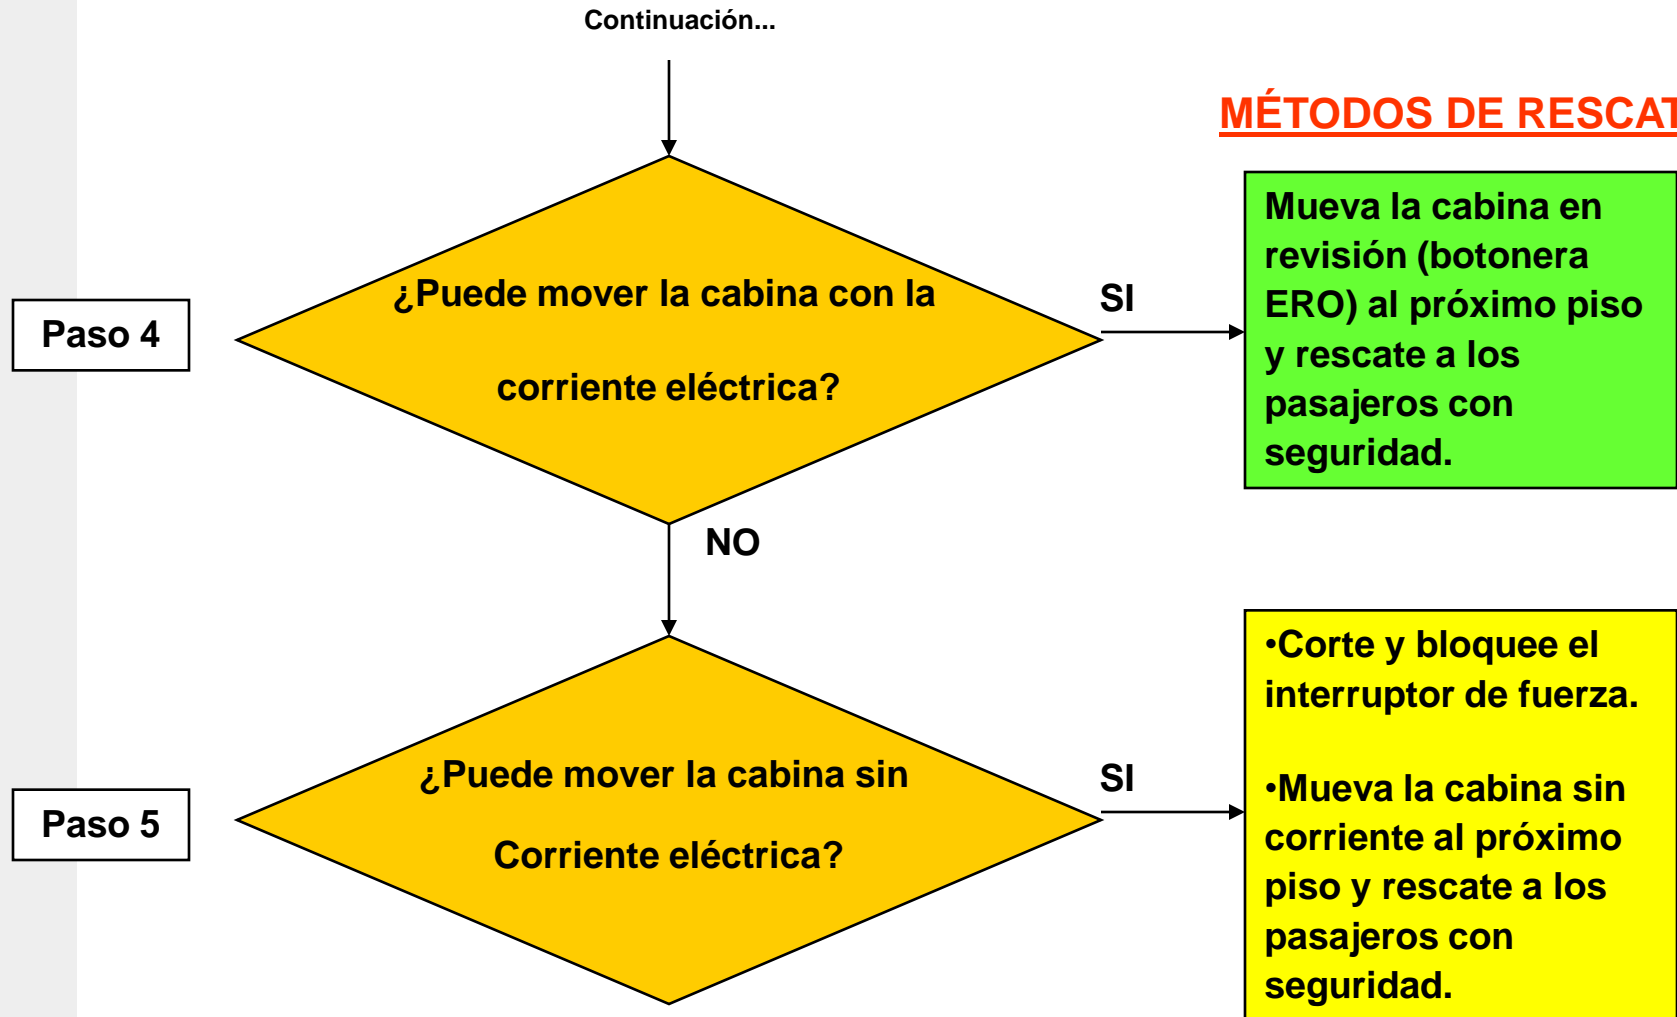 Continuación...
MÉTODOS DE RESCAT
Paso 4
¿Puede mover la cabina con la
corriente eléctrica?
SI
Mueva la cabina en
revisión (botonera
ERO) al próximo piso
y rescate a los
pasajeros con
seguridad.
NO
Paso 5
¿Puede mover la cabina sin
Corriente eléctrica?
SI
•Corte y bloquee el
interruptor de fuerza.
•Mueva la cabina sin
corriente al próximo
piso y rescate a los
pasajeros con
seguridad.